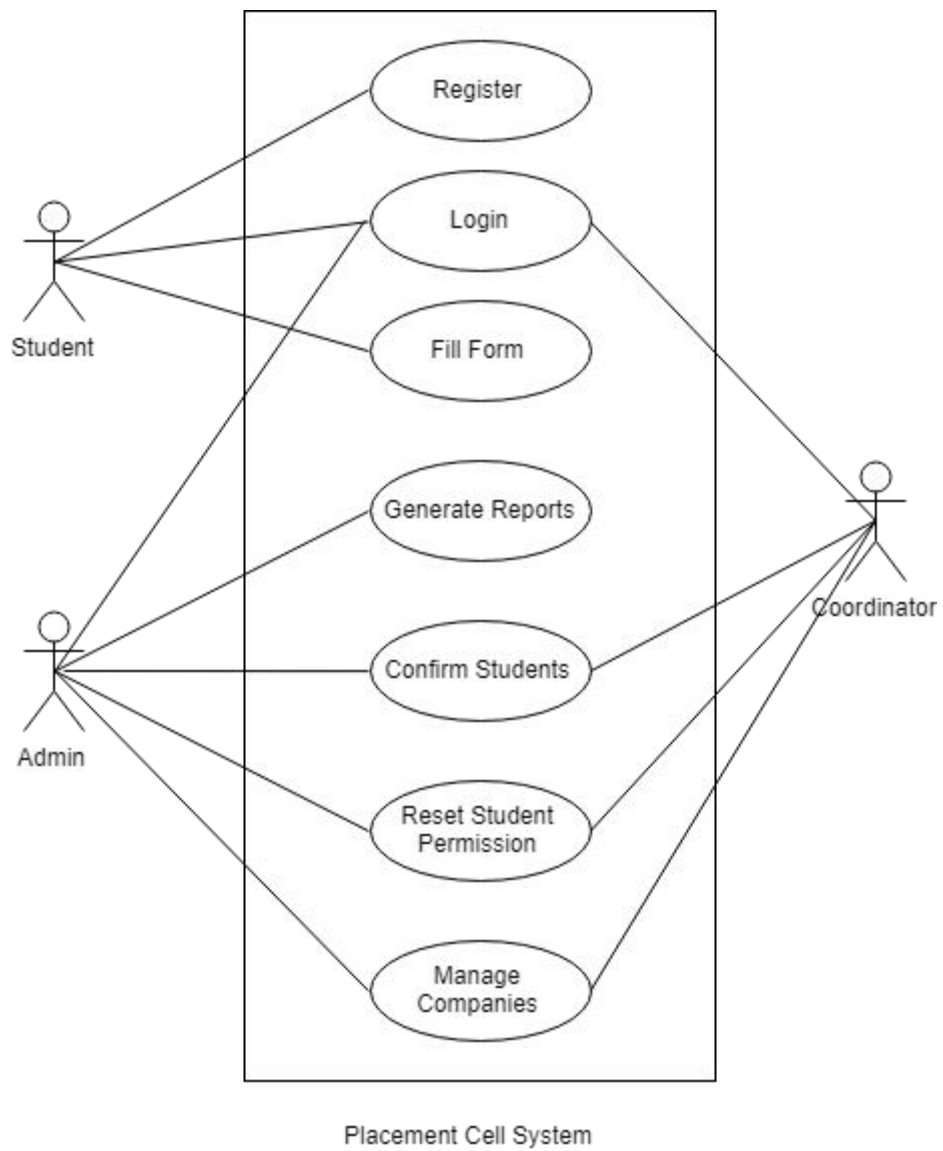 Register
Login
Student
Fill Form
Generate Reports
Coordinator
Confirm Students
Admin
Reset Student
Permission
Manage
Companies
Placement Cell System